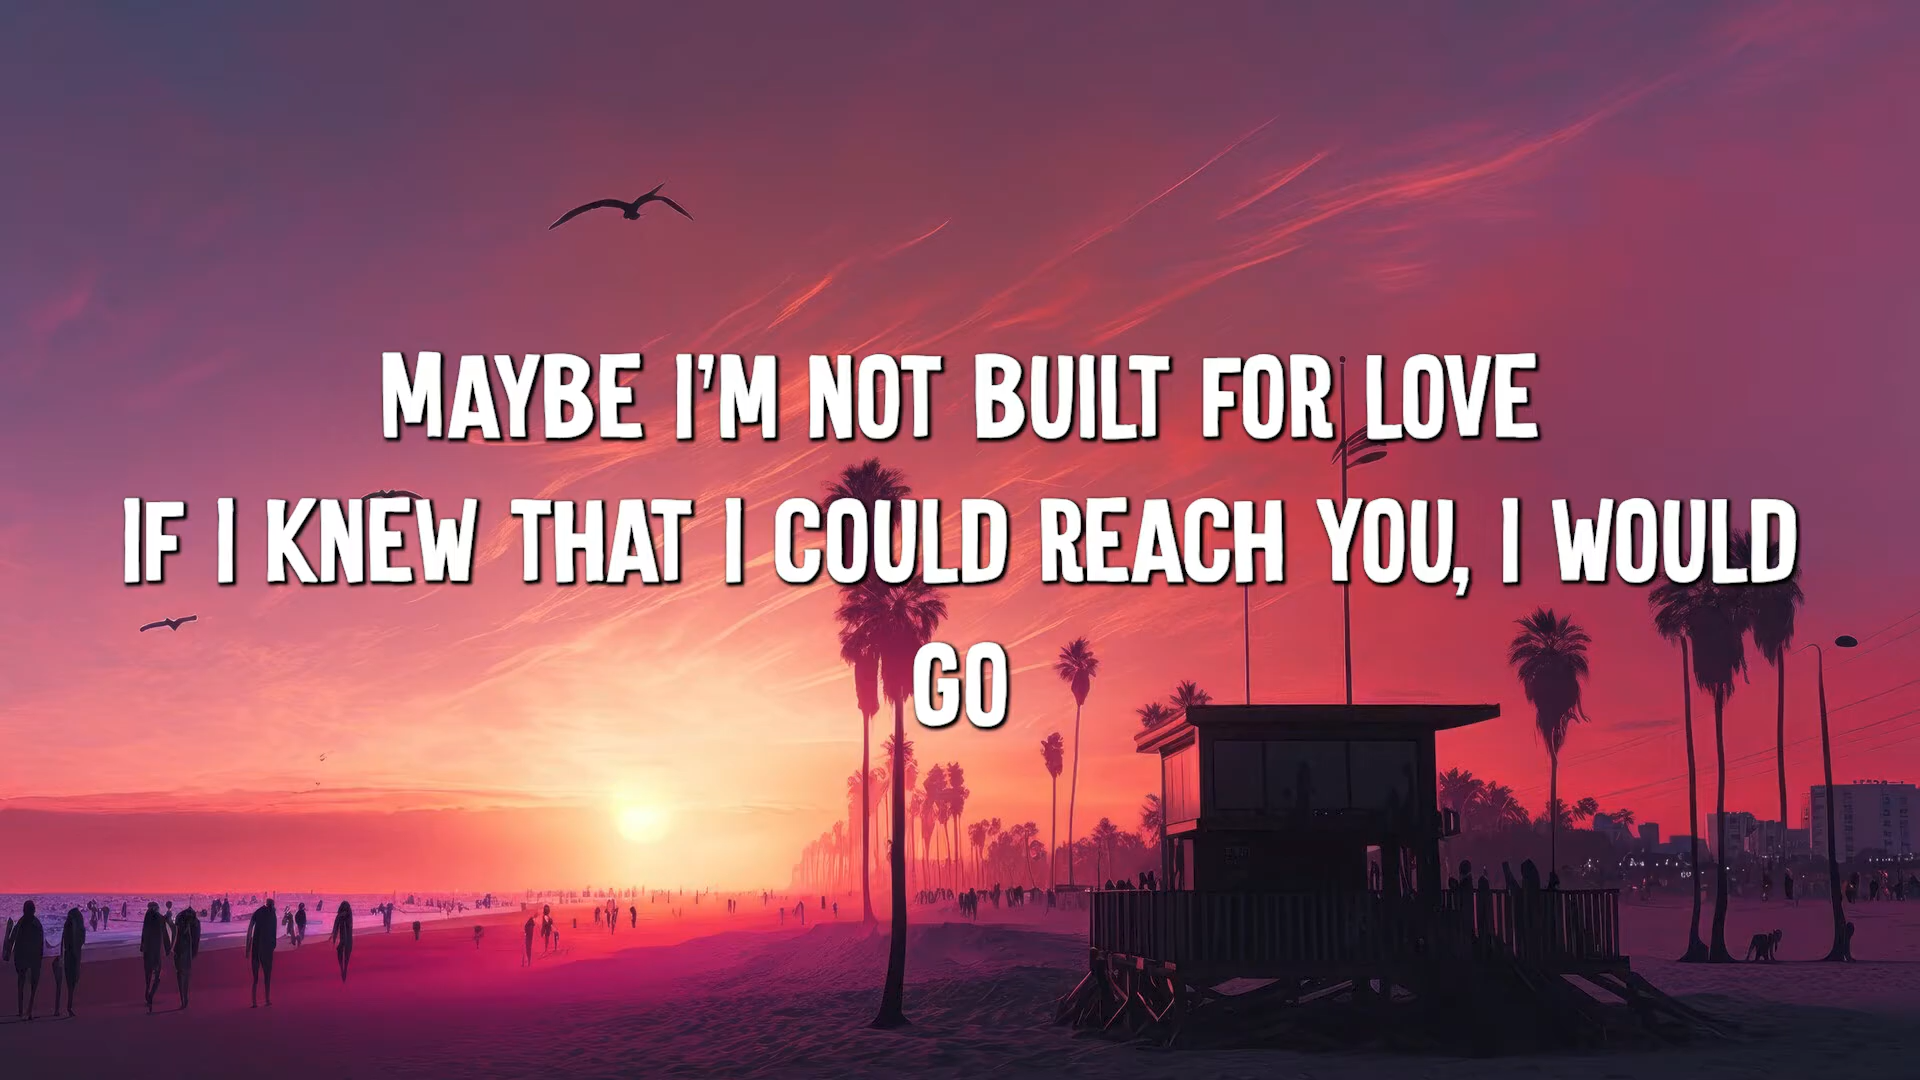 MAYBE I'M NOT BUILT FOR LOVE
IF I KNEW THAT I COULD REACH YOU, I WOULD
GO